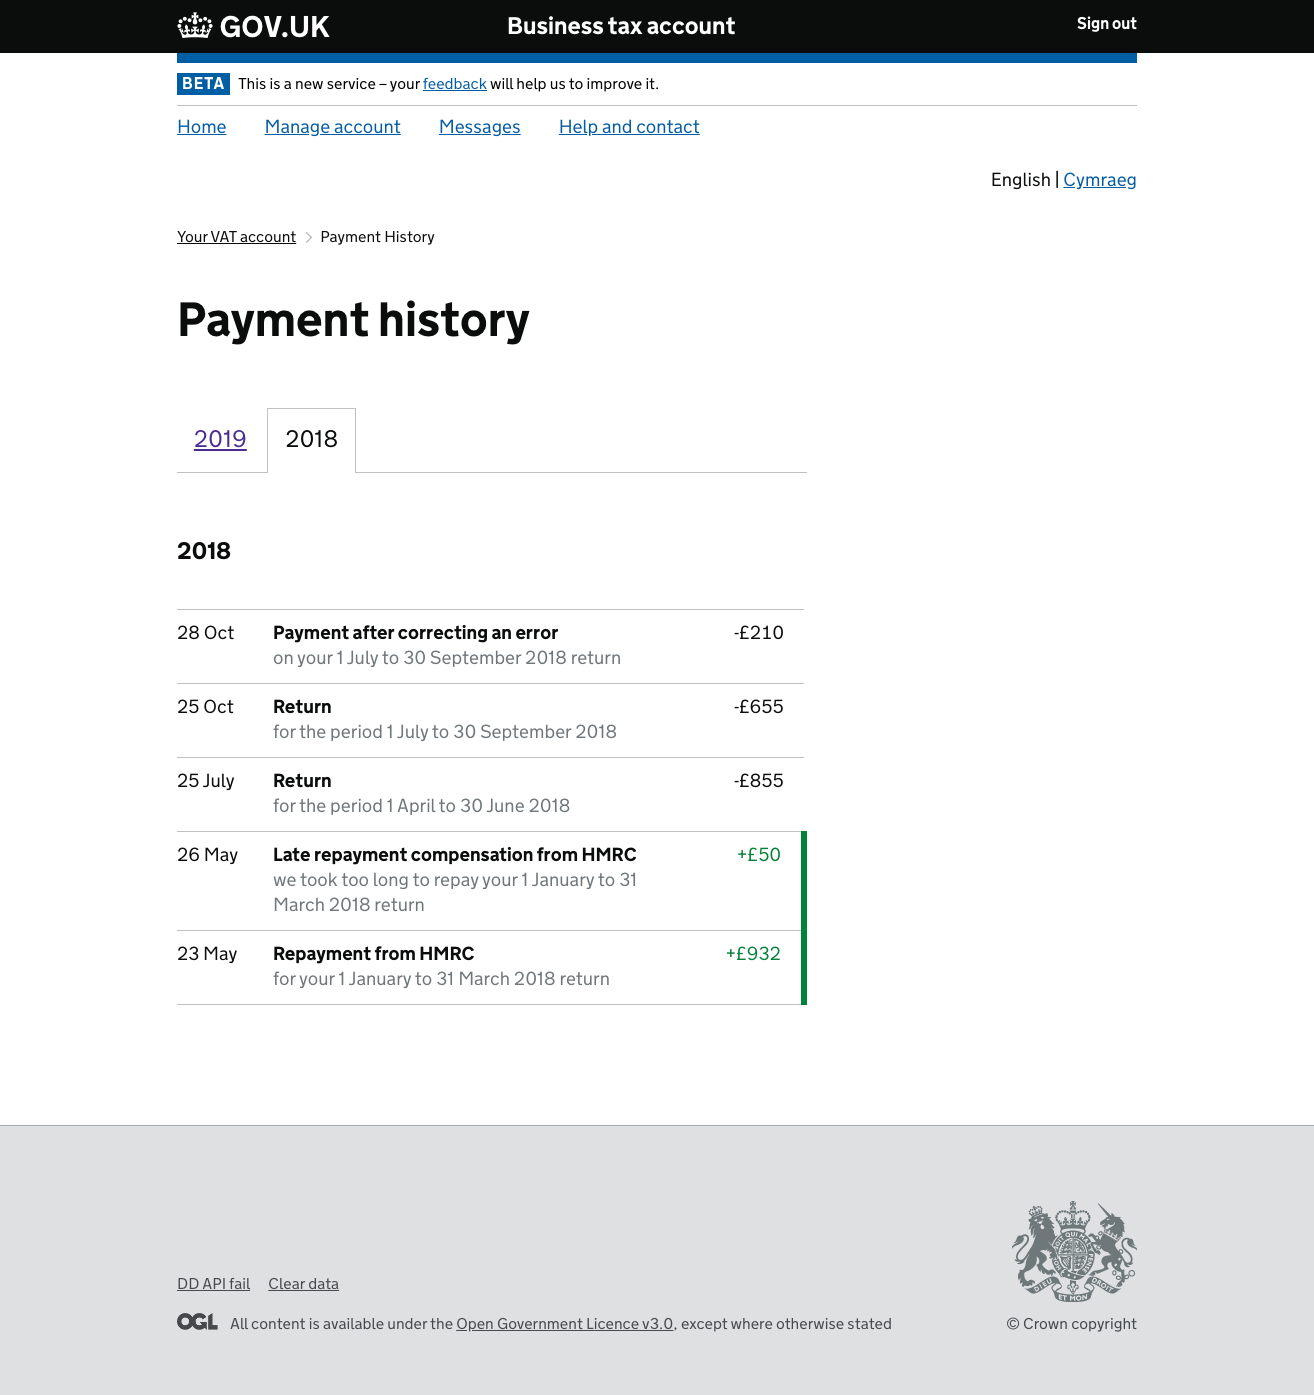 GOV.UK Business tax account Sign out
BETA This is a new service – your feedback will help us to improve it.
Home Manage account Messages Help and contact
English | Cymraeg
Your VAT account Payment History
Payment history
2019 2018
2018
28 Oct Payment after correcting an error -£210
on your 1 July to 30 September 2018 return
25 Oct Return -£655
for the period 1 July to 30 September 2018
25 July Return -£855
for the period 1 April to 30 June 2018
26 May Late repayment compensation from HMRC +£50
we took too long to repay your 1 January to 31
March 2018 return
23 May Repayment from HMRC +£932
for your 1 January to 31 March 2018 return
DIEU ET MON DROIT
DD API fail Clear data
OGL All content is available under the Open Government Licence v3.0, except where otherwise stated © Crown copyright